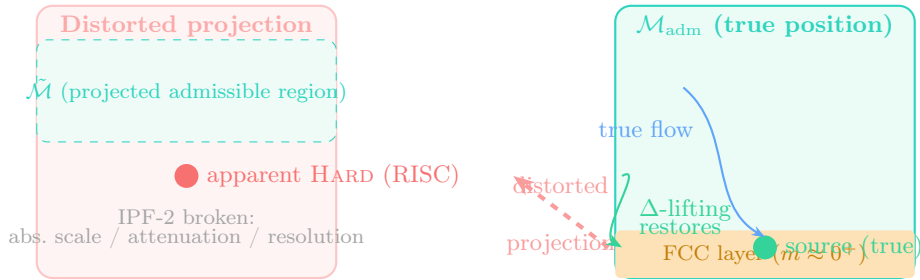 Distorted projection
ℳ̃ (projected admissible region)
apparent HARD (RISC)
IPF-2 broken:
abs. scale / attenuation / resolution
ℳadm (true position)
true flow
distorted
projection
Δ-lifting
restores
source (true)
FCC layer (m ≈ 0⁺)